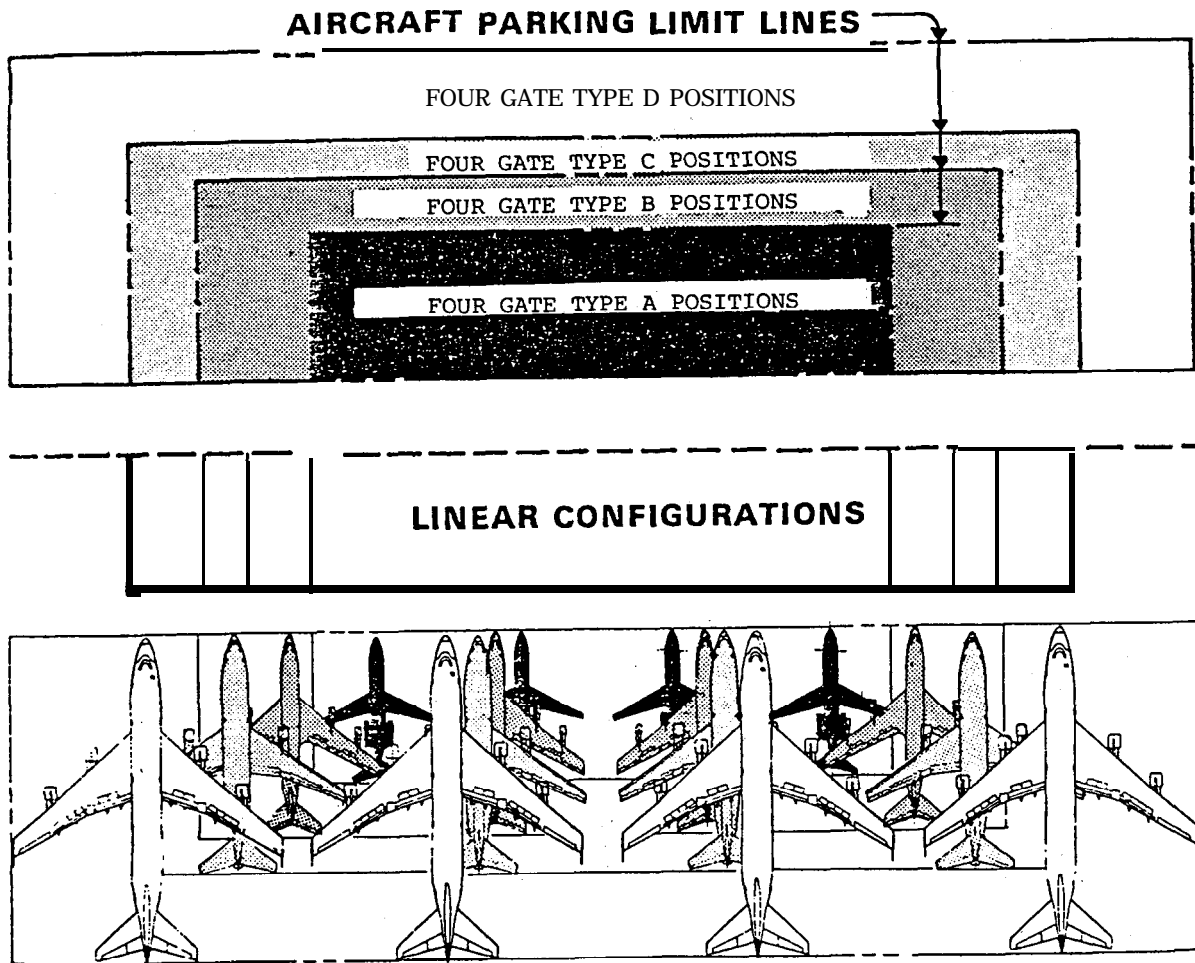 AIRCRAFT PARKING LIMIT LINES
FOUR GATE TYPE D POSITIONS
FOUR GATE TYPE C POSITIONS
FOUR GATE TYPE B POSITIONS
FOUR GATE TYPE A POSITIONS
LINEAR CONFIGURATIONS